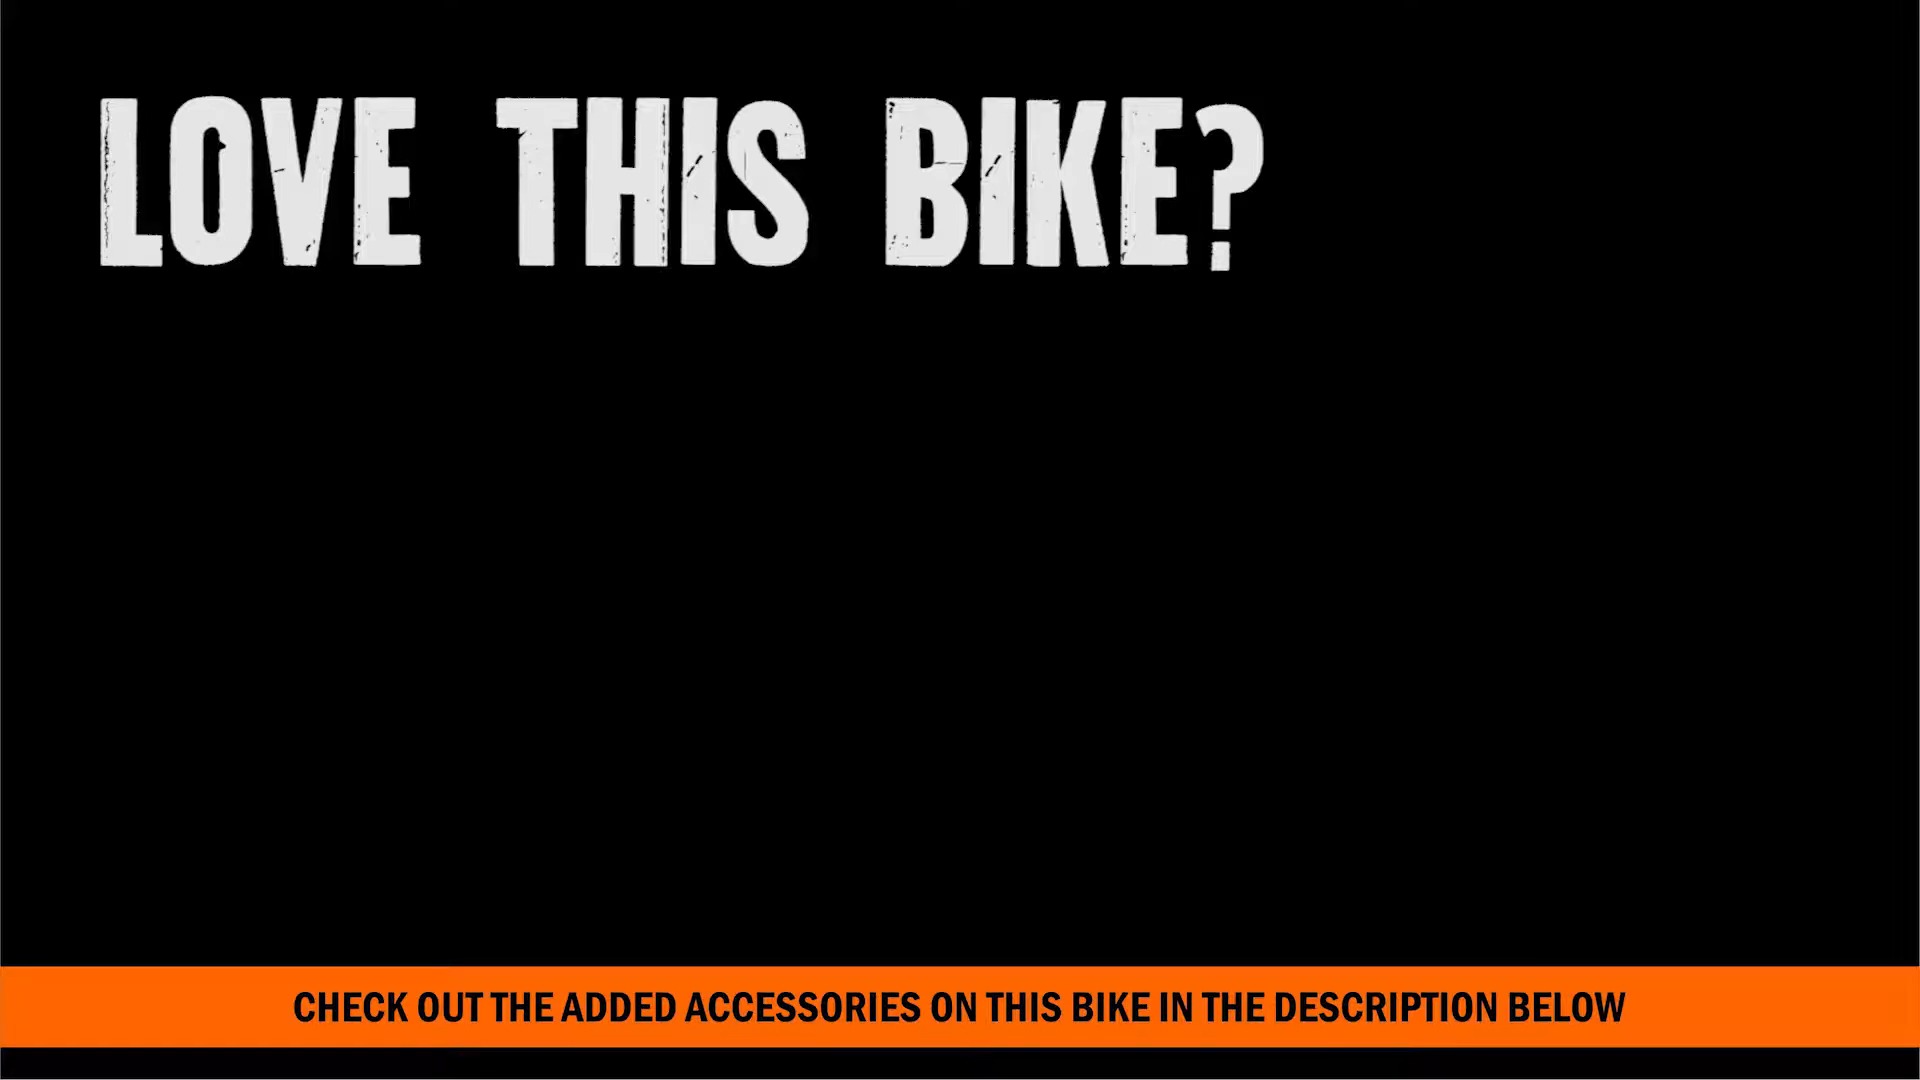 LOVE THIS BIKE?
CHECK OUT THE ADDED ACCESSORIES ON THIS BIKE IN THE DESCRIPTION BELOW